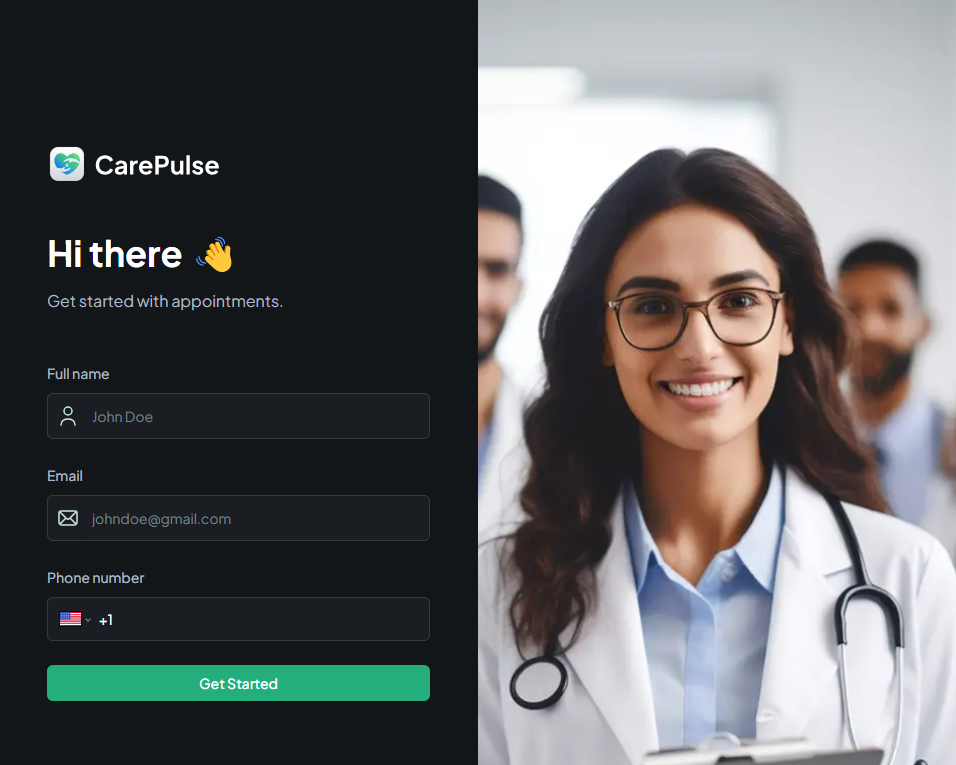 CarePulse
Hi there 👋
Get started with appointments.
Full name
John Doe
Email
johndoe@gmail.com
Phone number
+1
Get Started